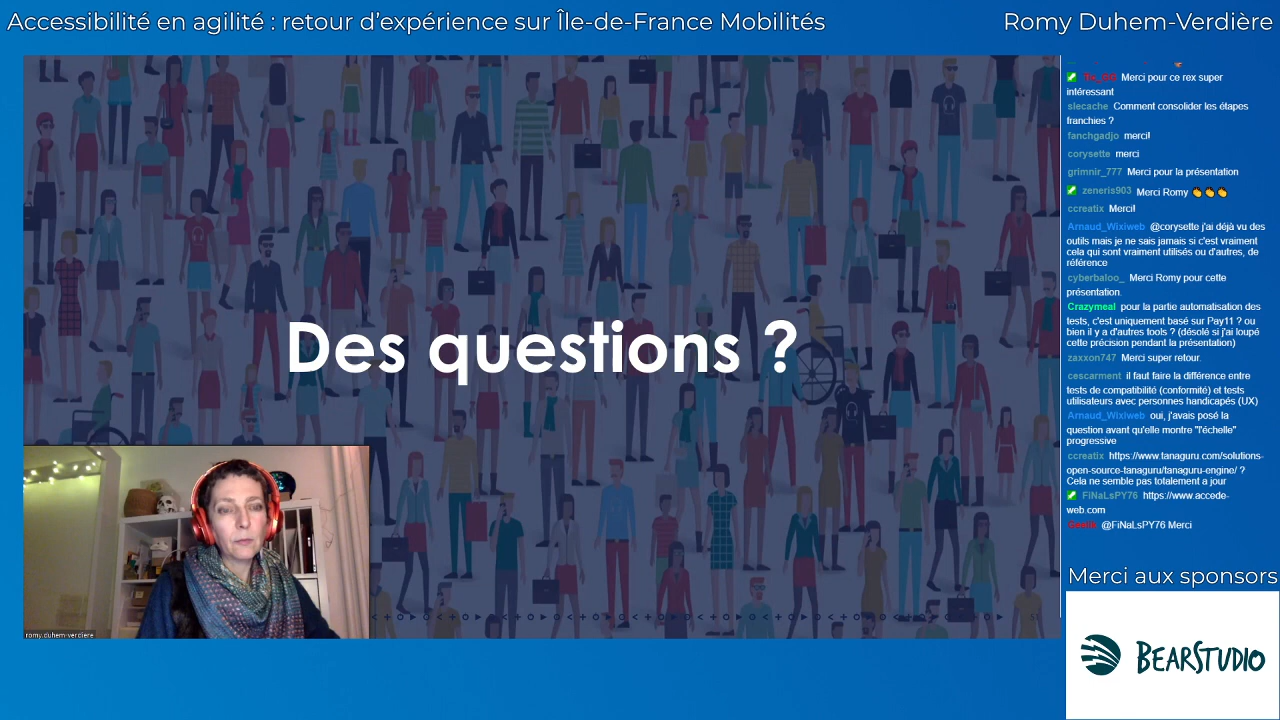 Accessibilité en agilité : retour d'expérience sur Île-de-France Mobilités
Romy Duhem-Verdière
Des questions ?
romy.duhem-verdiere
Merci pour ce rex super
intéressant
slecache Comment consolider les étapes
franchies ?
fanchgadjo merci!
corysette merci
grimnir_777 Merci pour la présentation
zeneris903 Merci Romy 👏👏👏
ccreatix Merci!
Arnaud_Wixiweb @corysette j'ai déjà vu des
outils mais je ne sais jamais si c'est vraiment
cela qui sont vraiment utilisés ou d'autres, de
référence
cyberbaloo_ Merci Romy pour cette
présentation.
Crazymeal pour la partie automatisation des
tests, c'est uniquement basé sur Pay11 ? ou
bien il y a d'autres tools ? (désolé si j'ai loupé
cette précision pendant la présentation)
zaxxon747 Merci super retour.
cescarment il faut faire la différence entre
tests de compatibilité (conformité) et tests
utilisateurs avec personnes handicapés (UX)
Arnaud_Wixiweb oui, j'avais posé la
question avant qu'elle montre "l'échelle"
progressive
ccreatix https://www.tanaguru.com/solutions-
open-source-tanaguru/tanaguru-engine/ ?
Cela ne semble pas totalement a jour
FiNaLsPY76 https://www.accede-
web.com
@FiNaLsPY76 Merci
Merci aux sponsors
BEARSTUDIO